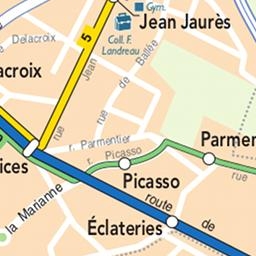 Gym.
Jean Jaurès
Coll. F.
Landreau
5
Delacroix
acroix
Jean
rue
rue
de
Ballée
r. Parmentier
r. Picasso
Parmen
ices
Picasso
rue
la Marianne
route
de
Éclateries